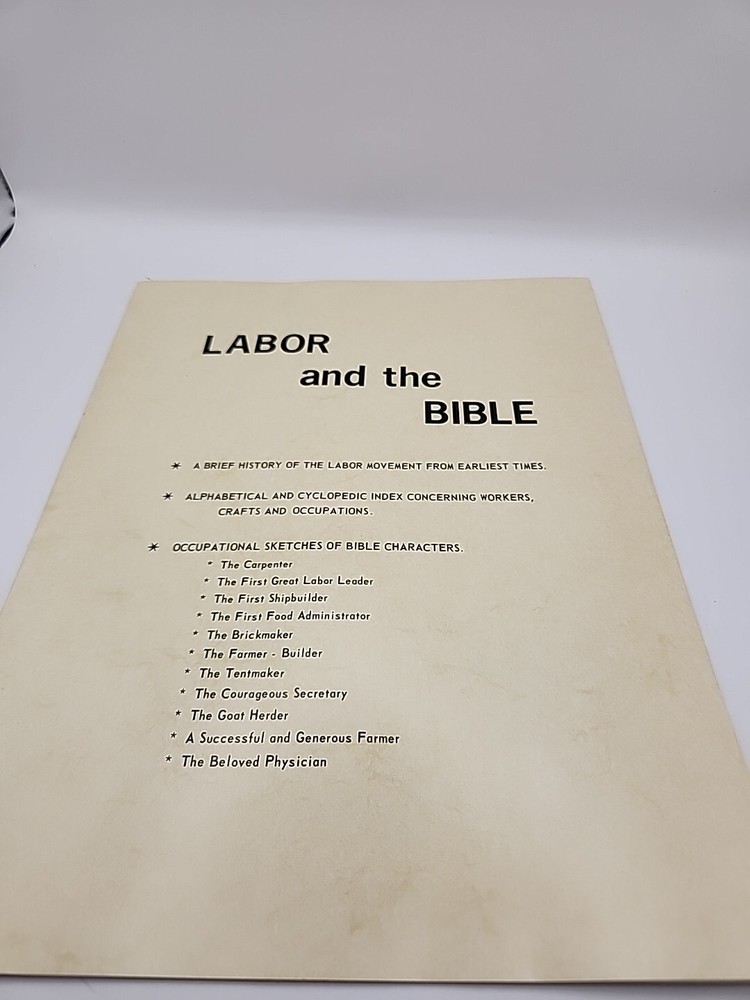 LABOR
and the
BIBLE
* A BRIEF HISTORY OF THE LABOR MOVEMENT FROM EARLIEST TIMES.
* ALPHABETICAL AND CYCLOPEDIC INDEX CONCERNING WORKERS,
CRAFTS AND OCCUPATIONS.
* OCCUPATIONAL SKETCHES OF BIBLE CHARACTERS.
* The Carpenter
* The First Great Labor Leader
* The First Shipbuilder
* The First Food Administrator
* The Brickmaker
* The Farmer - Builder
* The Tentmaker
* The Courageous Secretary
* The Goat Herder
* A Successful and Generous Farmer
* The Beloved Physician